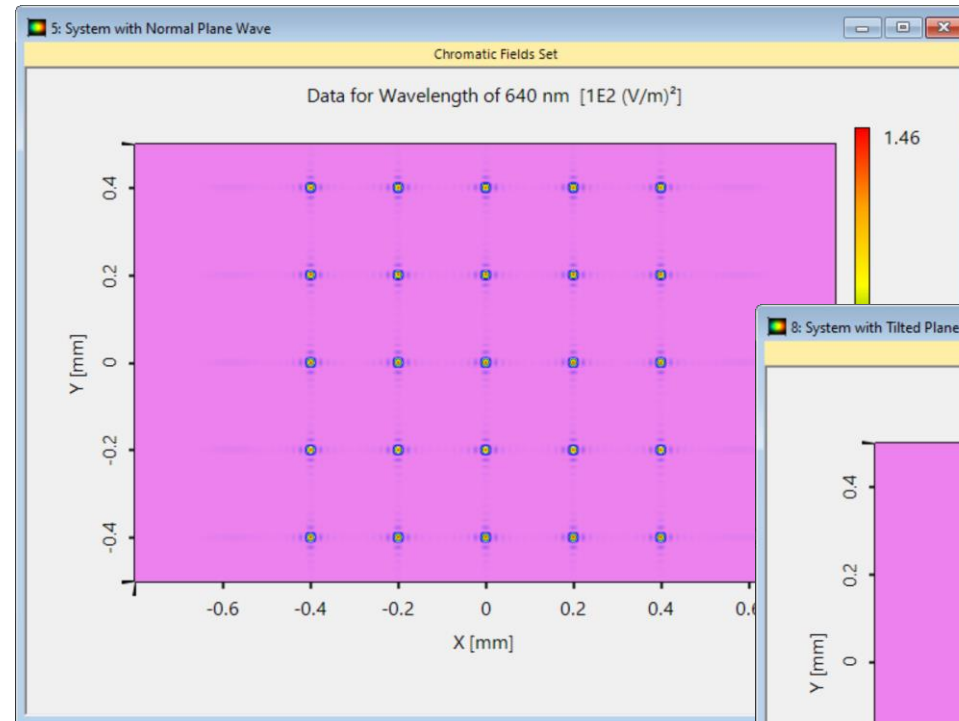 5: System with Normal Plane Wave
Chromatic Fields Set
Data for Wavelength of 640 nm [1E2 (V/m)²]
1.46
0.4
0.2
0
-0.2
-0.4
Y [mm]
-0.6 -0.4 -0.2 0 0.2 0.4
X [mm]
8: System with Tilted Plane
0.4
0.2
0
Y [mm]